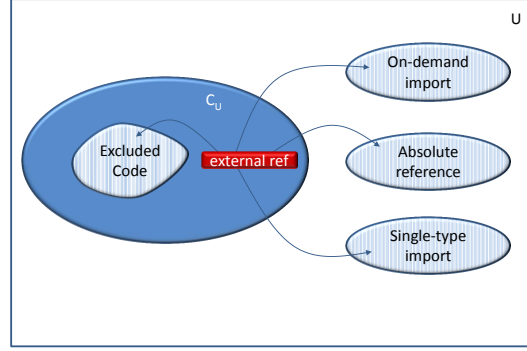 U
On-demand
import
C_U
Excluded
Code
external ref
Absolute
reference
Single-type
import